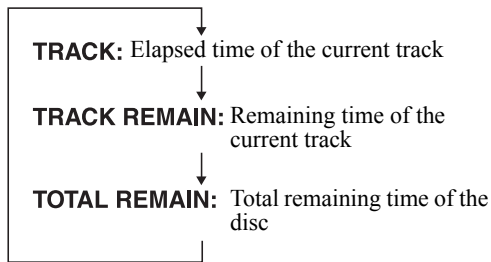 TRACK: Elapsed time of the current track
TRACK REMAIN: Remaining time of the
current track
TOTAL REMAIN: Total remaining time of the
disc